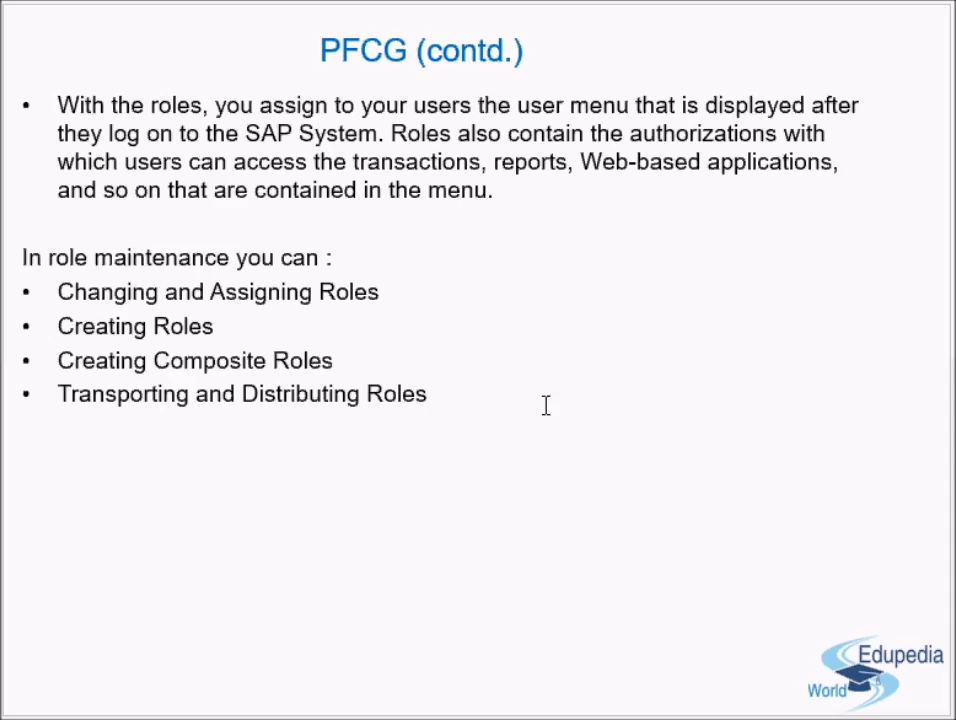 PFCG (contd.)
• With the roles, you assign to your users the user menu that is displayed after
they log on to the SAP System. Roles also contain the authorizations with
which users can access the transactions, reports, Web-based applications,
and so on that are contained in the menu.
In role maintenance you can :
• Changing and Assigning Roles
• Creating Roles
• Creating Composite Roles
• Transporting and Distributing Roles
Edupedia
World